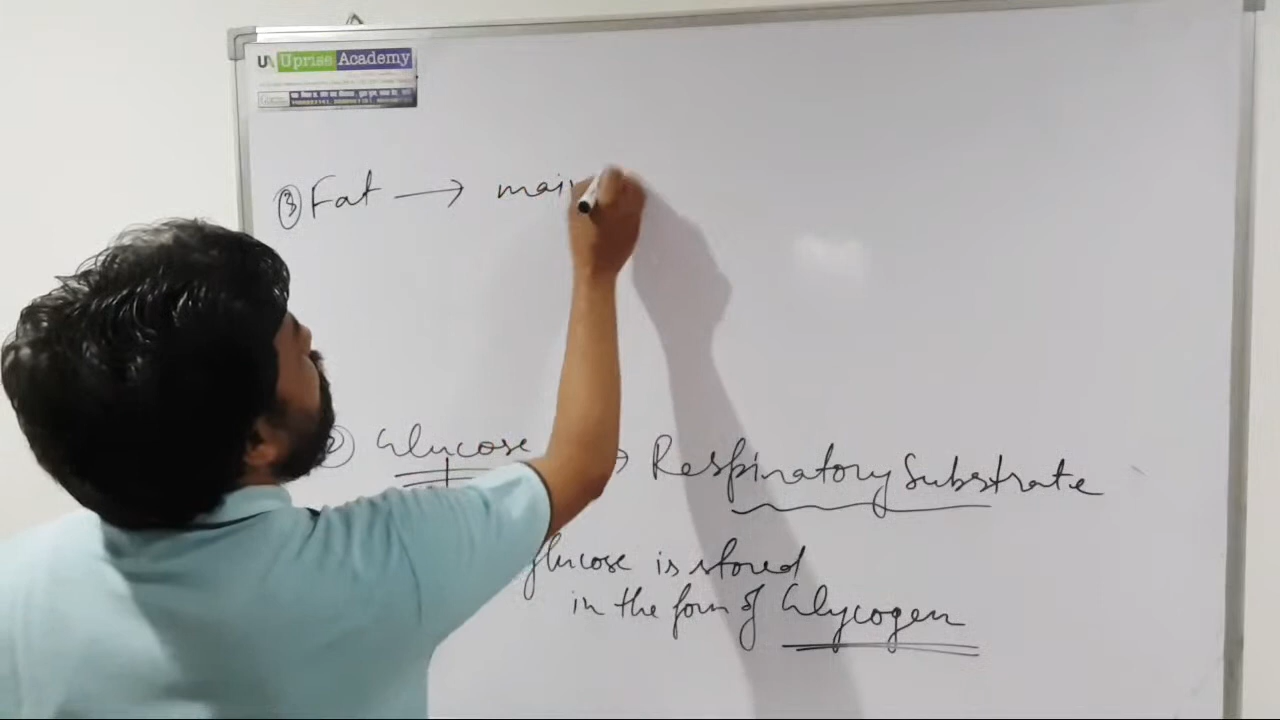 Uprise Academy
③ Fat → mai
② Glucose → Respiratory Substrate
glucose is stored
in the form of Glycogen